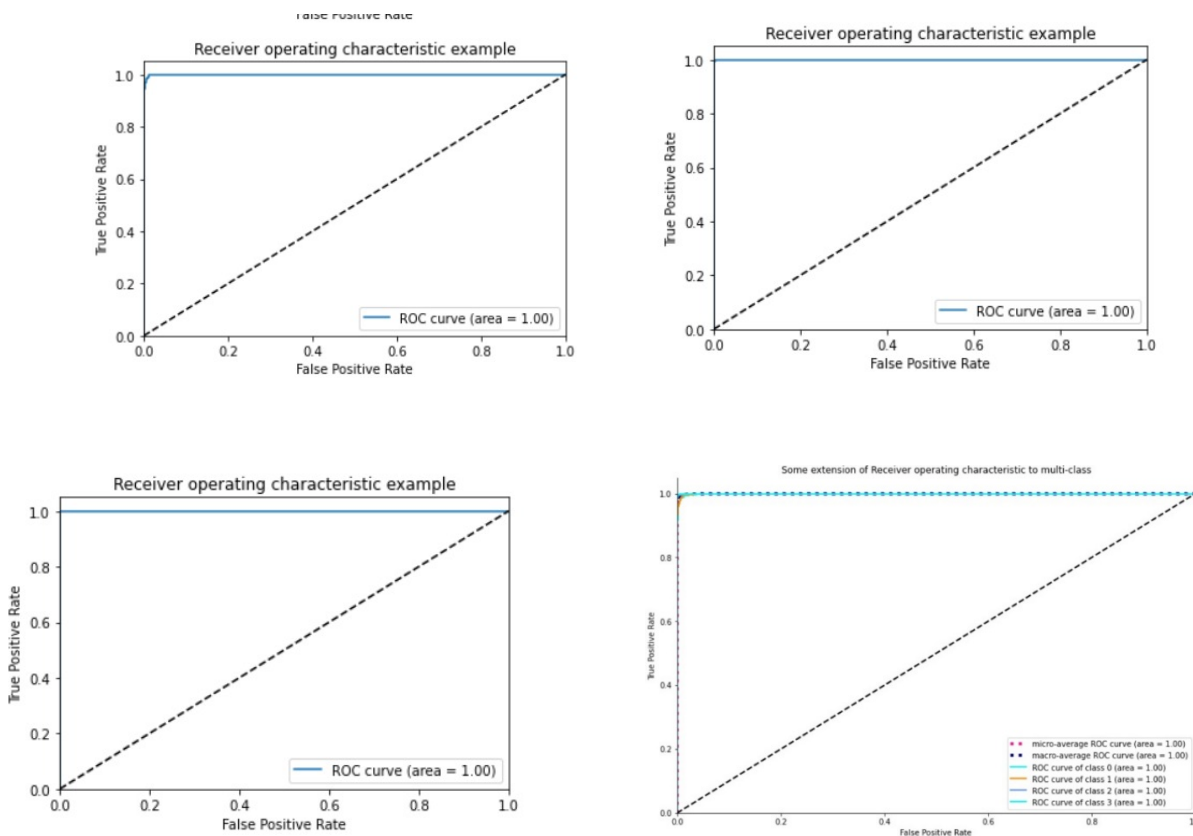 False Positive Rate
Receiver operating characteristic example
1.0
0.8
0.6
0.4
0.2
0.0
True Positive Rate
ROC curve (area = 1.00)
0.0 0.2 0.4 0.6 0.8 1.0
False Positive Rate
Receiver operating characteristic example
1.0
0.8
0.6
0.4
0.2
0.0
True Positive Rate
ROC curve (area = 1.00)
0.0 0.2 0.4 0.6 0.8 1.0
False Positive Rate
Receiver operating characteristic example
1.0
0.8
0.6
0.4
0.2
0.0
True Positive Rate
ROC curve (area = 1.00)
0.0 0.2 0.4 0.6 0.8 1.0
False Positive Rate
Some extension of Receiver operating characteristic to multi-class
1.0
0.8
0.6
0.4
0.2
0.0
True Positive Rate
micro-average ROC curve (area = 1.00)
macro-average ROC curve (area = 1.00)
ROC curve of class 0 (area = 1.00)
ROC curve of class 1 (area = 1.00)
ROC curve of class 2 (area = 1.00)
ROC curve of class 3 (area = 1.00)
0.0 0.2 0.4 0.6 0.8
False Positive Rate